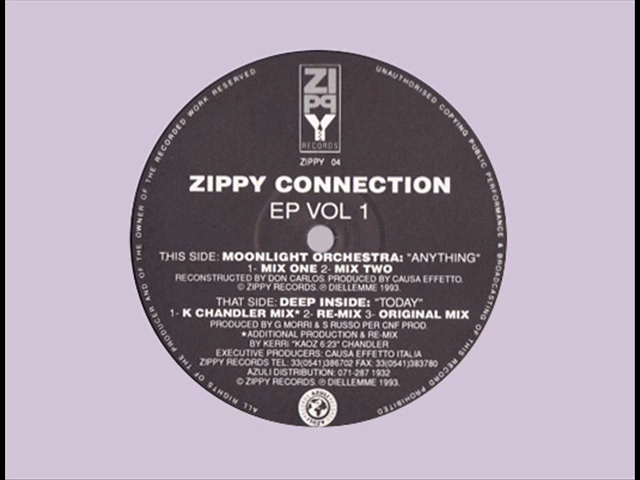 ZIPPY
RECORDS
ZIPPY 04
ZIPPY CONNECTION
EP VOL 1
THIS SIDE: MOONLIGHT ORCHESTRA: "ANYTHING"
1- MIX ONE 2- MIX TWO
RECONSTRUCTED BY DON CARLOS. PRODUCED BY CAUSA EFFETTO.
© ZIPPY RECORDS. ℗ DIELLEMME 1993.
THAT SIDE: DEEP INSIDE: "TODAY"
1- K CHANDLER MIX* 2- RE-MIX 3- ORIGINAL MIX
PRODUCED BY G MORRI & S RUSSO PER CNF PROD.
★ADDITIONAL PRODUCTION & RE-MIX
BY KERRI "KAOZ 6:23" CHANDLER
EXECUTIVE PRODUCERS: CAUSA EFFETTO ITALIA
ZIPPY RECORDS TEL: 33(0541)386702 FAX: 33(0541)383780
AZULI DISTRIBUTION: 071-287 1932
© ZIPPY RECORDS. ℗ DIELLEMME 1993.
AZULI
AZULI
ALL RIGHTS OF THE PRODUCER AND OF THE OWNER OF THE RECORDED WORK RESERVED
UNAUTHORISED COPYING PUBLIC PERFORMANCE & BROADCASTING OF THIS RECORD PROHIBITED